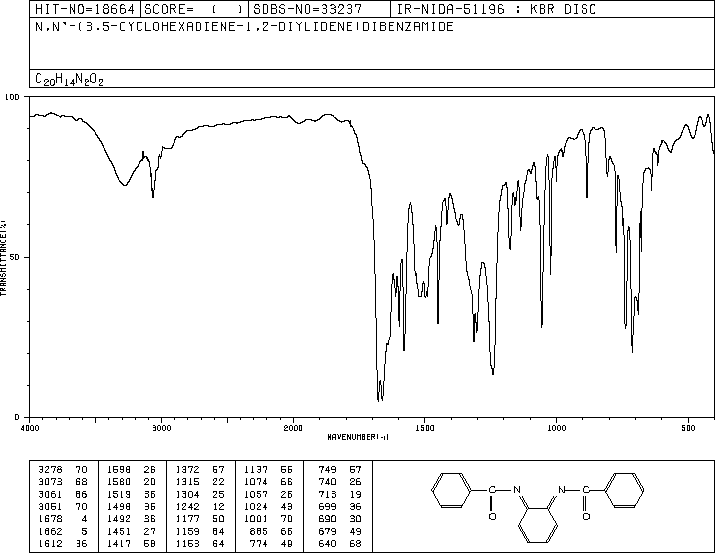 HIT-NO=18664 SCORE= ( ) SDBS-NO=33237 IR-NIDA-51196 : KBR DISC
N,N'-(3,5-CYCLOHEXADIENE-1,2-DIYLIDENE)DIBENZAMIDE
C20H14N2O2
100
50
0
TRANSMITTANCE(%)
4000 3000 2000 1500 1000 500
WAVENUMBER(-1)
3278 70 1598 26 1372 57 1137 55 749 57
3073 68 1580 20 1315 22 1074 66 740 26
3061 66 1519 36 1304 25 1057 26 713 19
3051 70 1498 36 1242 12 1024 43 699 36
1678 4 1492 36 1177 50 1001 70 690 30
1662 5 1451 27 1159 64 885 66 679 49
1612 36 1417 58 1153 64 774 49 640 68
C N N C
O O